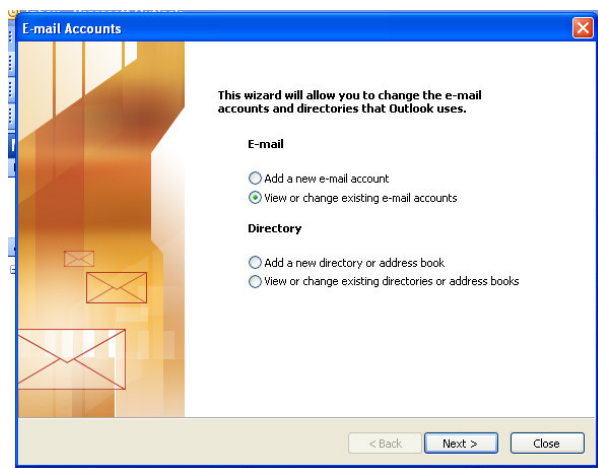 E-mail Accounts
This wizard will allow you to change the e-mail
accounts and directories that Outlook uses.
E-mail
Add a new e-mail account
View or change existing e-mail accounts
Directory
Add a new directory or address book
View or change existing directories or address books
< Back Next > Close